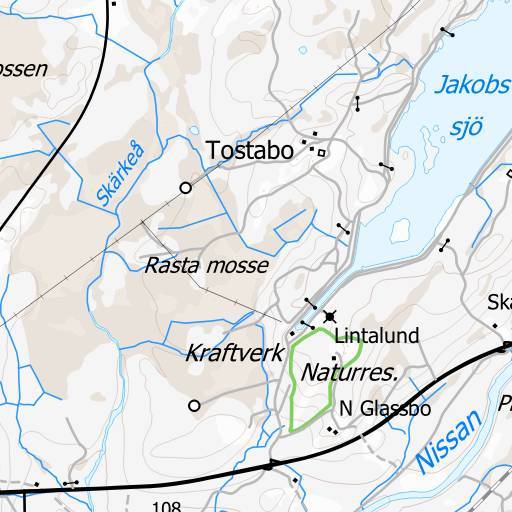 ossen
Jakobs
sjö
Skärkeå
Tostabo
Rasta mosse
Ska
Lintalund
Kraftverk
Naturres.
N Glassbo
Nissan
108